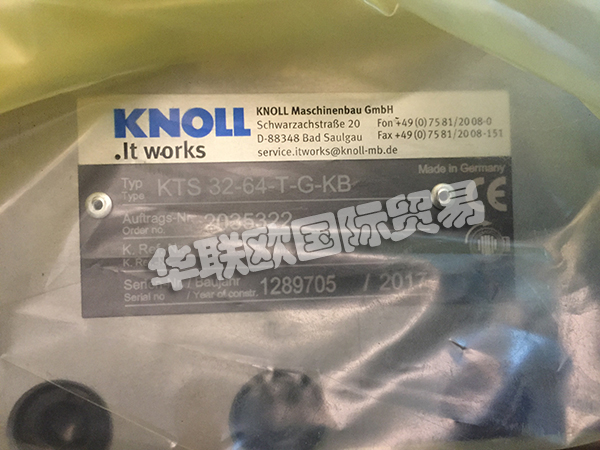 KNOLL
.It works
KNOLL Maschinenbau GmbH
Schwarzachstraße 20 Fon +49(0)7581/2008-0
D-88348 Bad Saulgau Fax +49(0)7581/2008-151
service.itworks@knoll-mb.de
Made in Germany
Typ
Type
KTS 32-64-T-G-KB
CE
Auftrags-Nr.
Order no.
2035322
K. Ref
K. R
华联欧国际贸易
Baujahr
Serial no / Year of constr.
1289705 / 2017